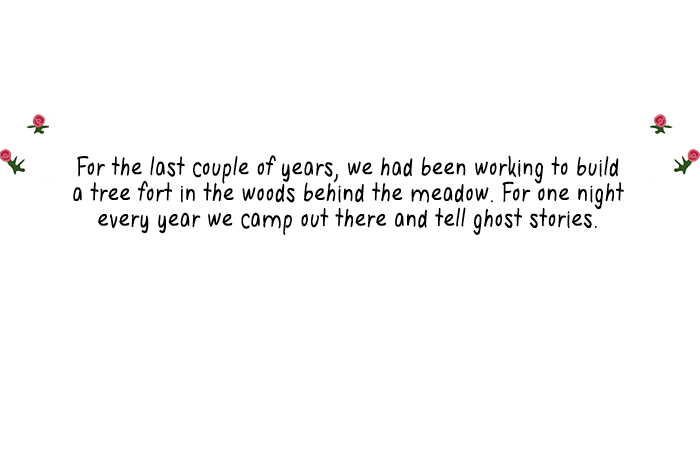 For the last couple of years, we had been working to build
a tree fort in the woods behind the meadow. For one night
every year we camp out there and tell ghost stories.